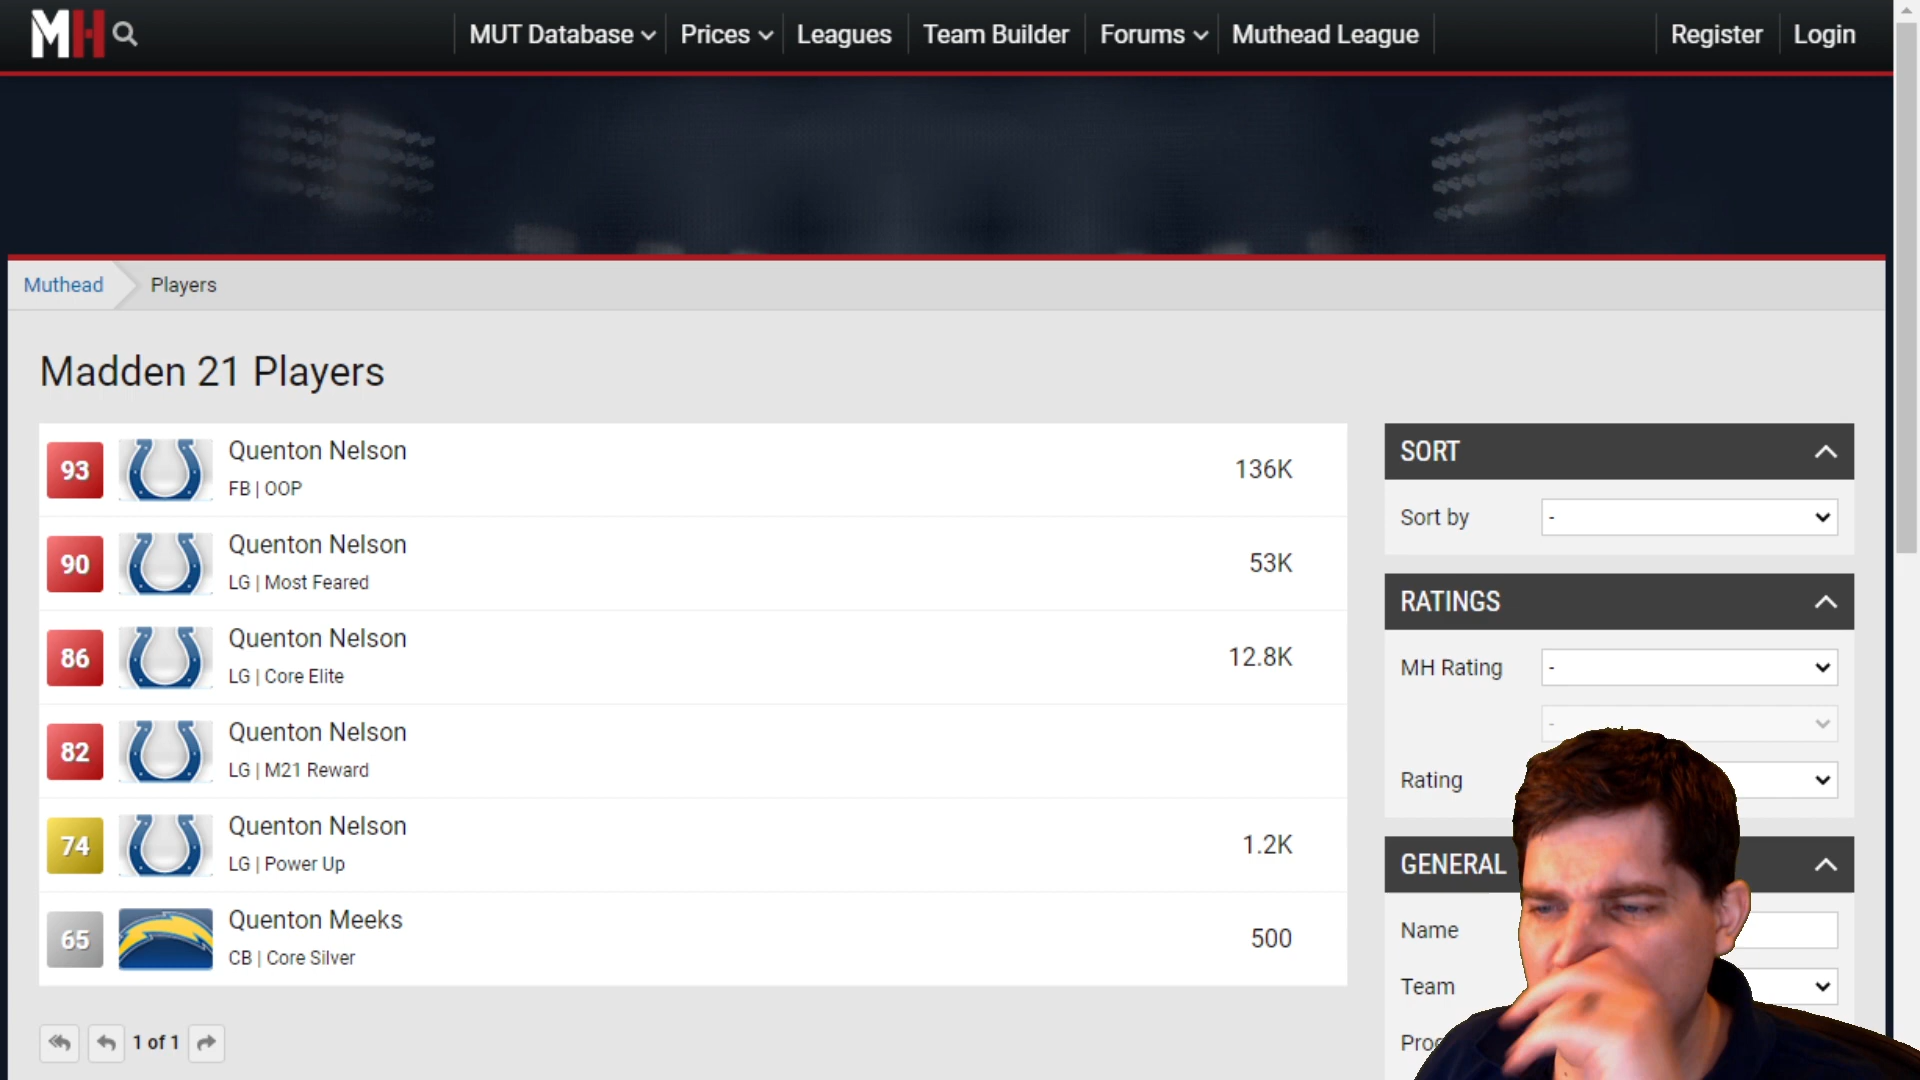 MH MUT Database Prices Leagues Team Builder Forums Muthead League Register Login
Muthead Players
Madden 21 Players
93 Quenton Nelson 136K
FB | OOP
90 Quenton Nelson 53K
LG | Most Feared
86 Quenton Nelson 12.8K
LG | Core Elite
82 Quenton Nelson
LG | M21 Reward
74 Quenton Nelson 1.2K
LG | Power Up
65 Quenton Meeks 500
CB | Core Silver
1 of 1
SORT
Sort by -
RATINGS
MH Rating -
-
Rating
GENERAL
Name
Team